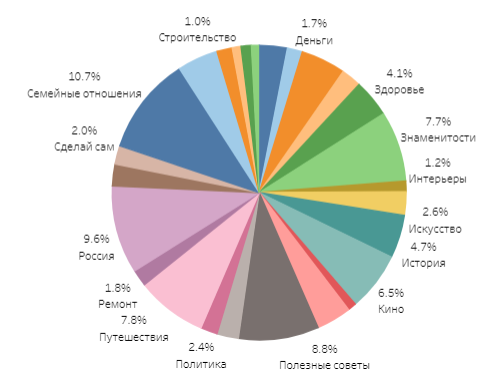 1.0%
Строительство
1.7%
Деньги
4.1%
Здоровье
7.7%
Знаменитости
1.2%
Интерьеры
2.6%
Искусство
4.7%
История
6.5%
Кино
8.8%
Полезные советы
2.4%
Политика
7.8%
Путешествия
1.8%
Ремонт
9.6%
Россия
2.0%
Сделай сам
10.7%
Семейные отношения